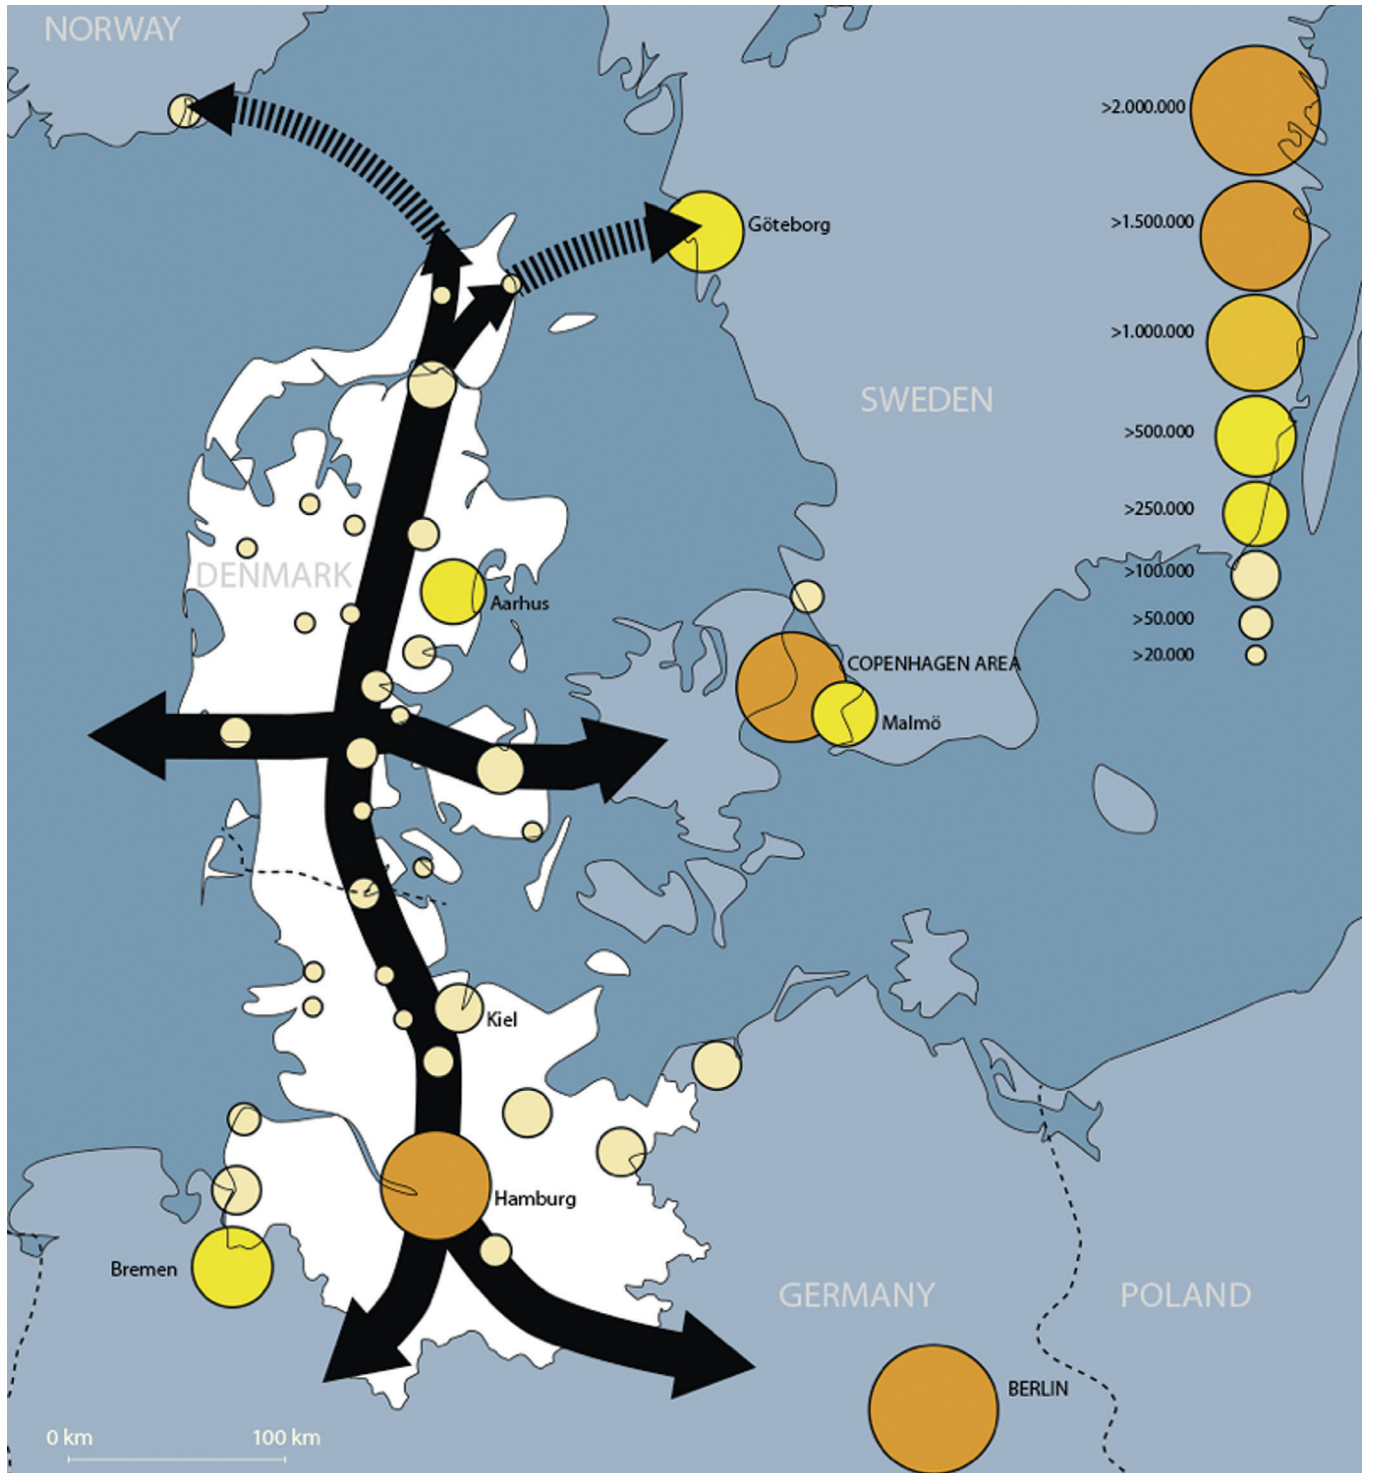 NORWAY
>2.000.000
>1.500.000
Göteborg
>1.000.000
SWEDEN
>500.000
>250.000
>100.000
DENMARK
Aarhus
>50.000
>20.000
COPENHAGEN AREA
Malmö
Kiel
Hamburg
Bremen
GERMANY
POLAND
BERLIN
0 km
100 km